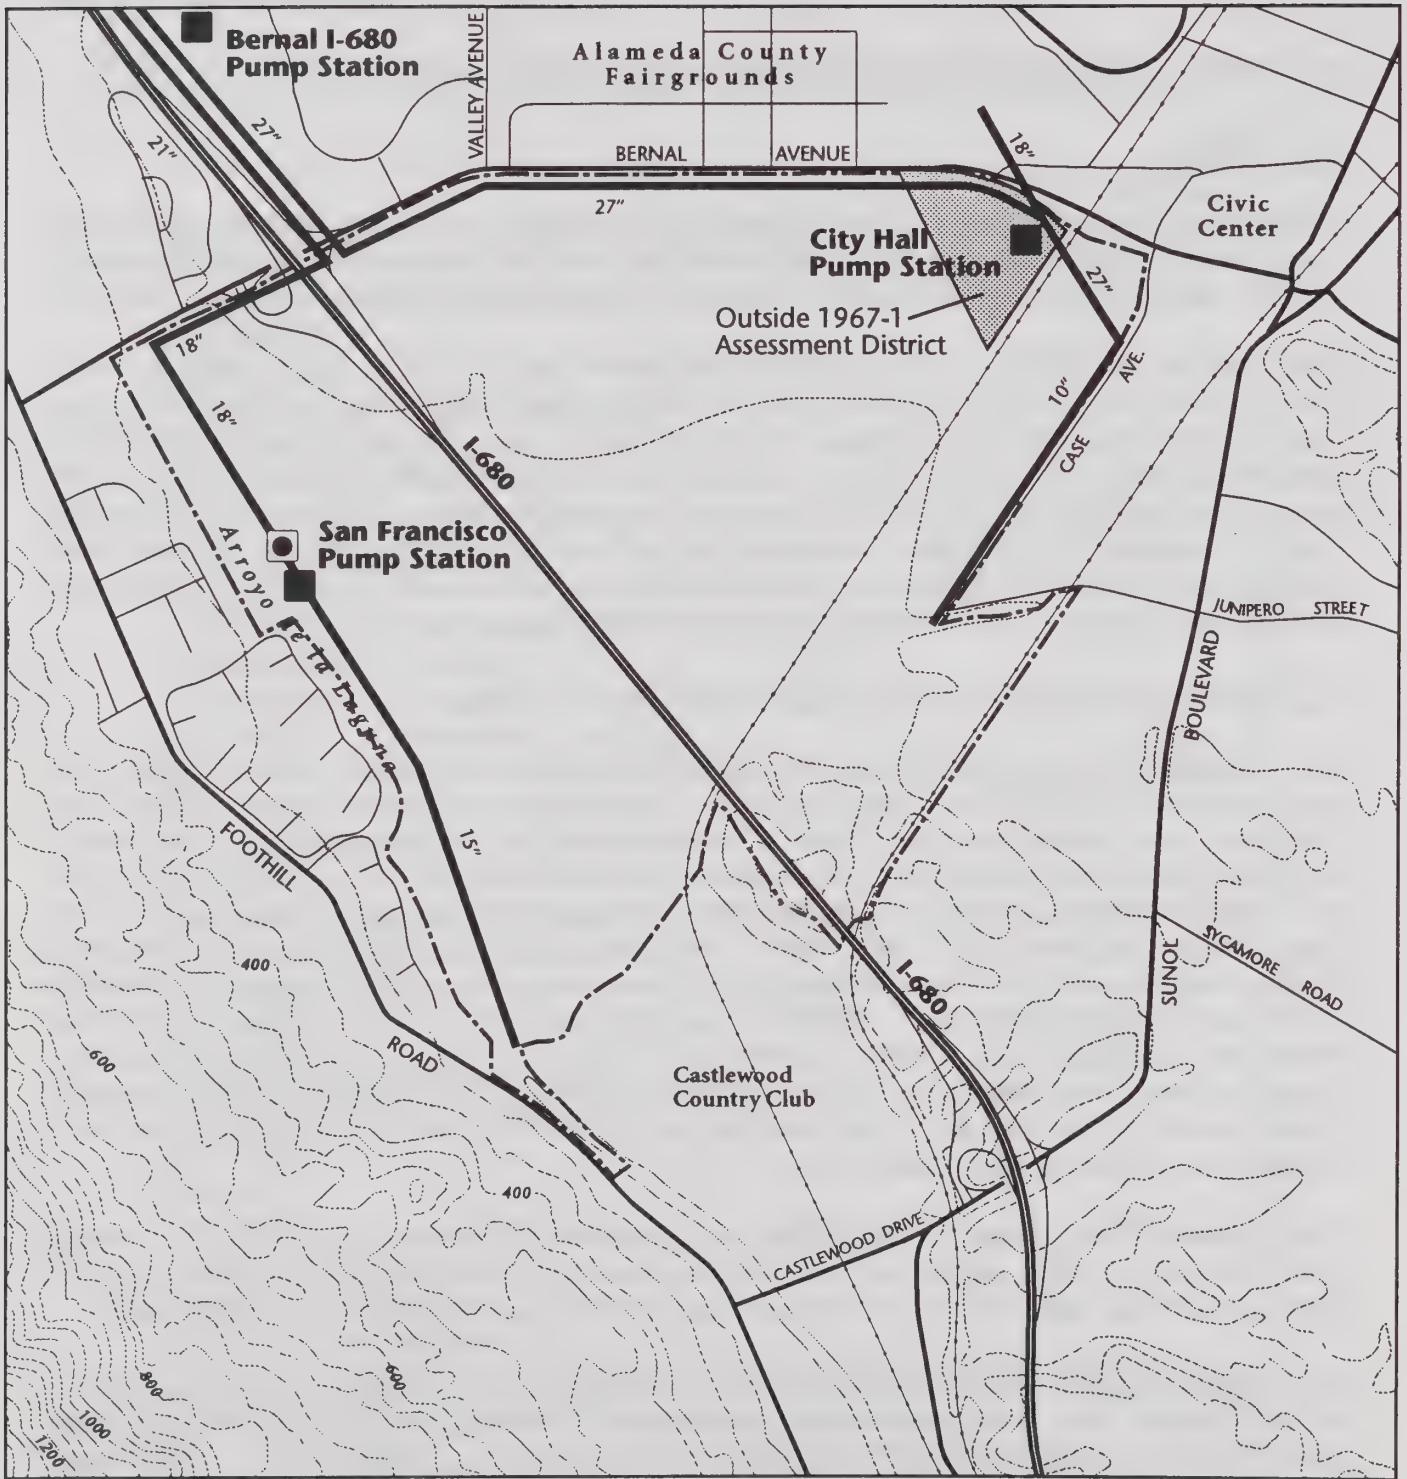 Bernal I-680
Pump Station
VALLEY AVENUE
Alameda County
Fairgrounds
27"
21"
BERNAL AVENUE
18"
27"
Civic
Center
City Hall
Pump Station
27"
Outside 1967-1
Assessment District
18"
AVE.
10"
18"
CASE
I-680
San Francisco
Pump Station
Arroyo De la Laguna
JUNIPERO STREET
BOULEVARD
15"
FOOTHILL
SYCAMORE ROAD
SUNOL
400
I-680
ROAD
600
Castlewood
Country Club
400
CASTLEWOOD DRIVE
800
600
1000
1200